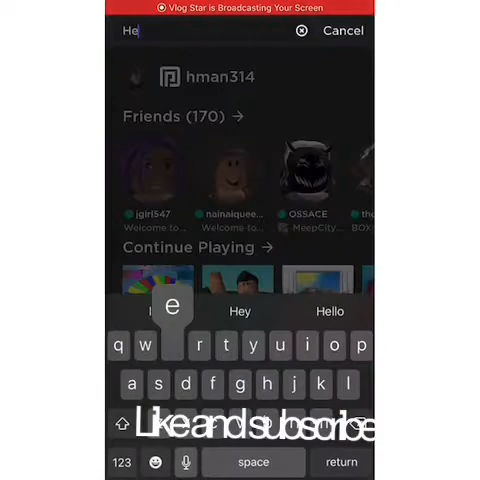 Vlog Star is Broadcasting Your Screen
He
Cancel
hman314
Friends (170) →
jgirl547
nainaiquee...
OSSACE
Welcome to...
Welcome to...
MeepCity...
BOX
Continue Playing →
e
Hey
Hello
q w r t y u i o p
a s d f g h j k l
Like and subscribe
123
space
return